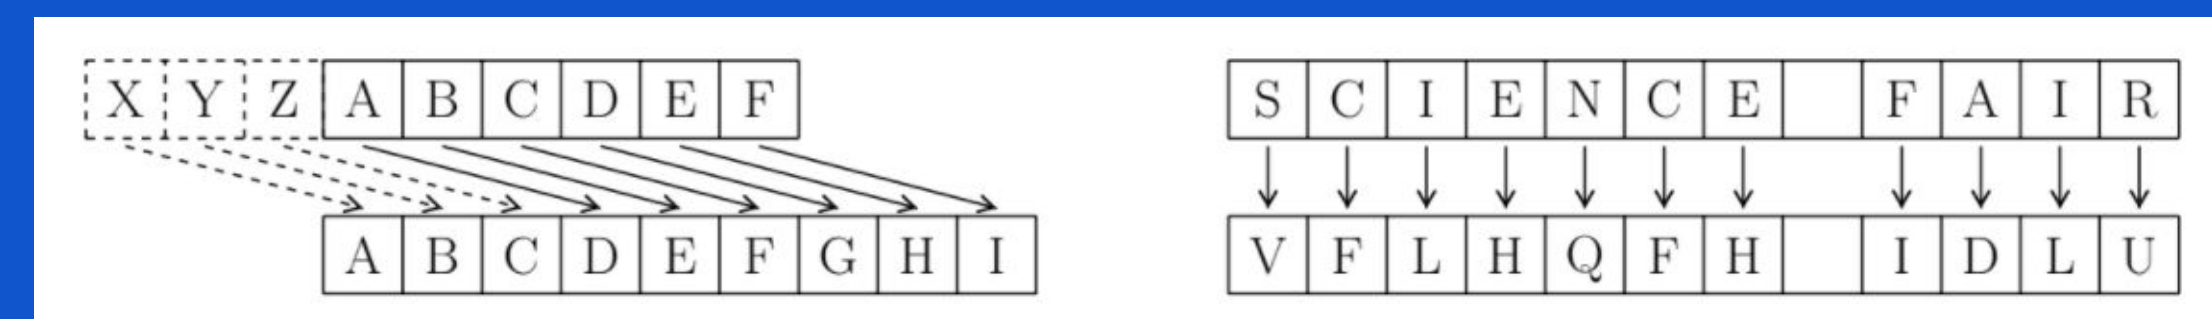 X Y Z A B C D E F
A B C D E F G H I
S C I E N C E F A I R
V F L H Q F H I D L U